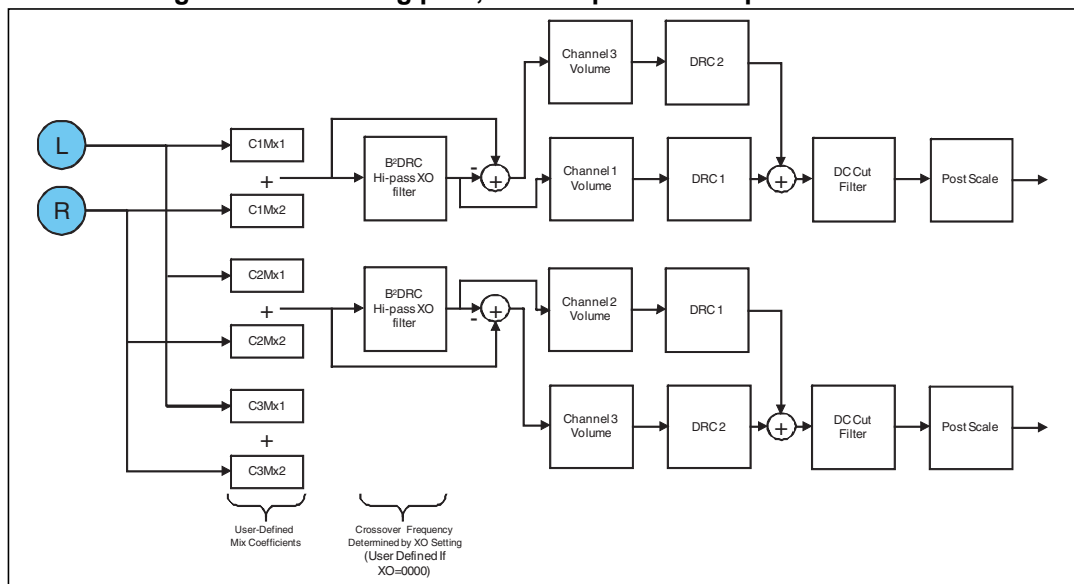 Channel 3
Volume
DRC 2
L
C1Mx1
+
B²DRC
Hi-pass XO
filter
-
+
Channel 1
Volume
DRC 1
+
DC Cut
Filter
Post Scale
R
C1Mx2
C2Mx1
+
B²DRC
Hi-pass XO
filter
-
+
Channel 2
Volume
DRC 1
C2Mx2
C3Mx1
+
C3Mx2
Channel 3
Volume
DRC 2
+
DC Cut
Filter
Post Scale
User-Defined
Mix Coefficients
Crossover Frequency
Determined by XO Setting
(User Defined If
XO=0000)